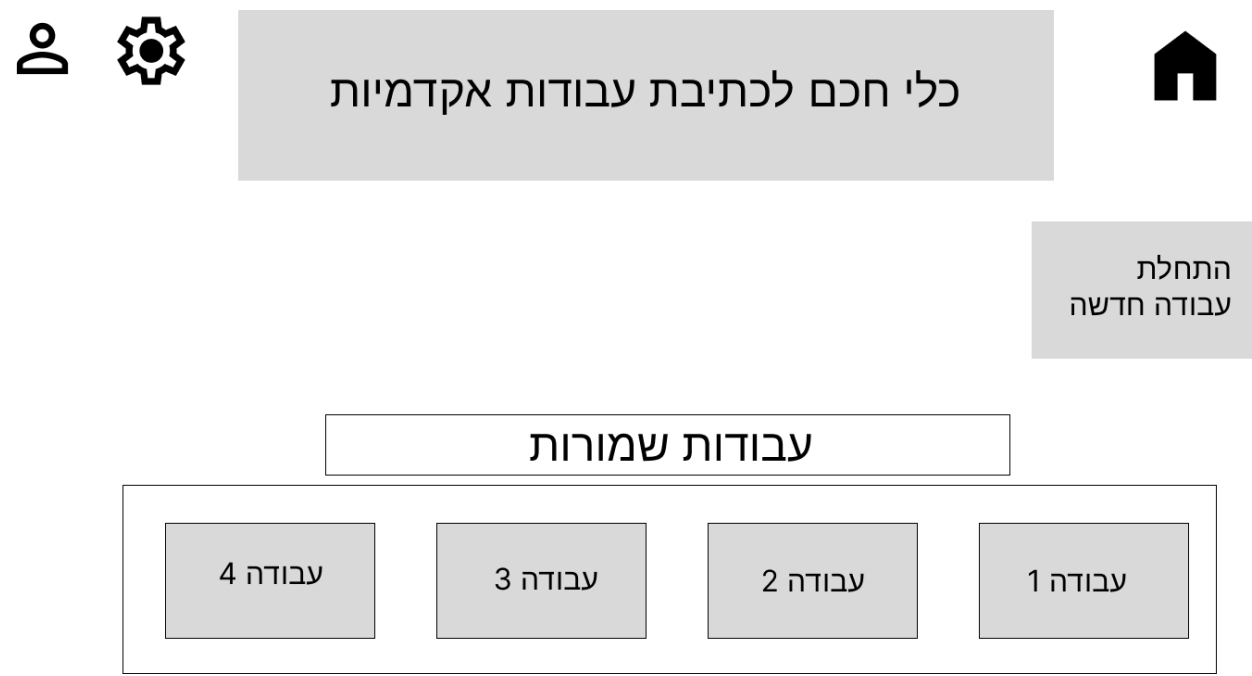 כלי חכם לכתיבת עבודות אקדמיות
התחלת
עבודה חדשה
עבודות שמורות
עבודה 1
עבודה 2
עבודה 3
עבודה 4